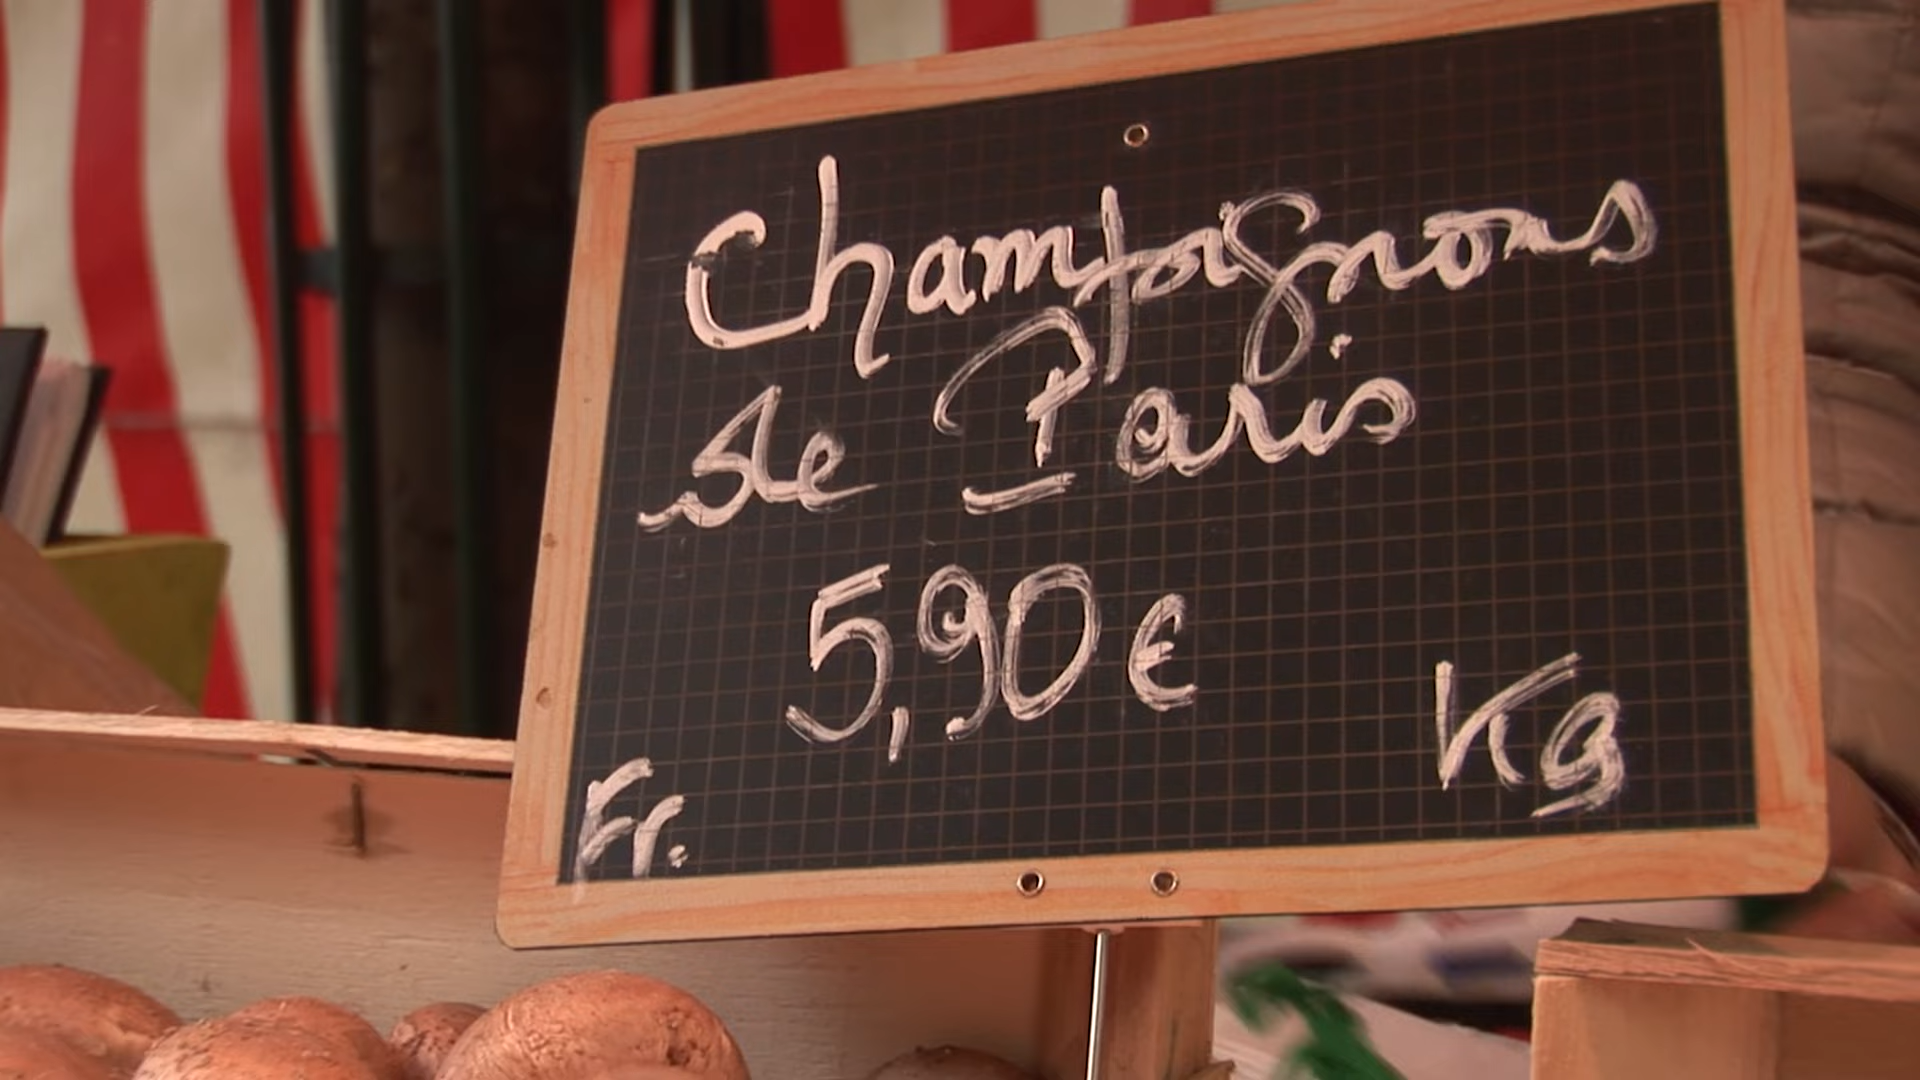 Champignons
de Paris
5,90 €
Kg
Fr.